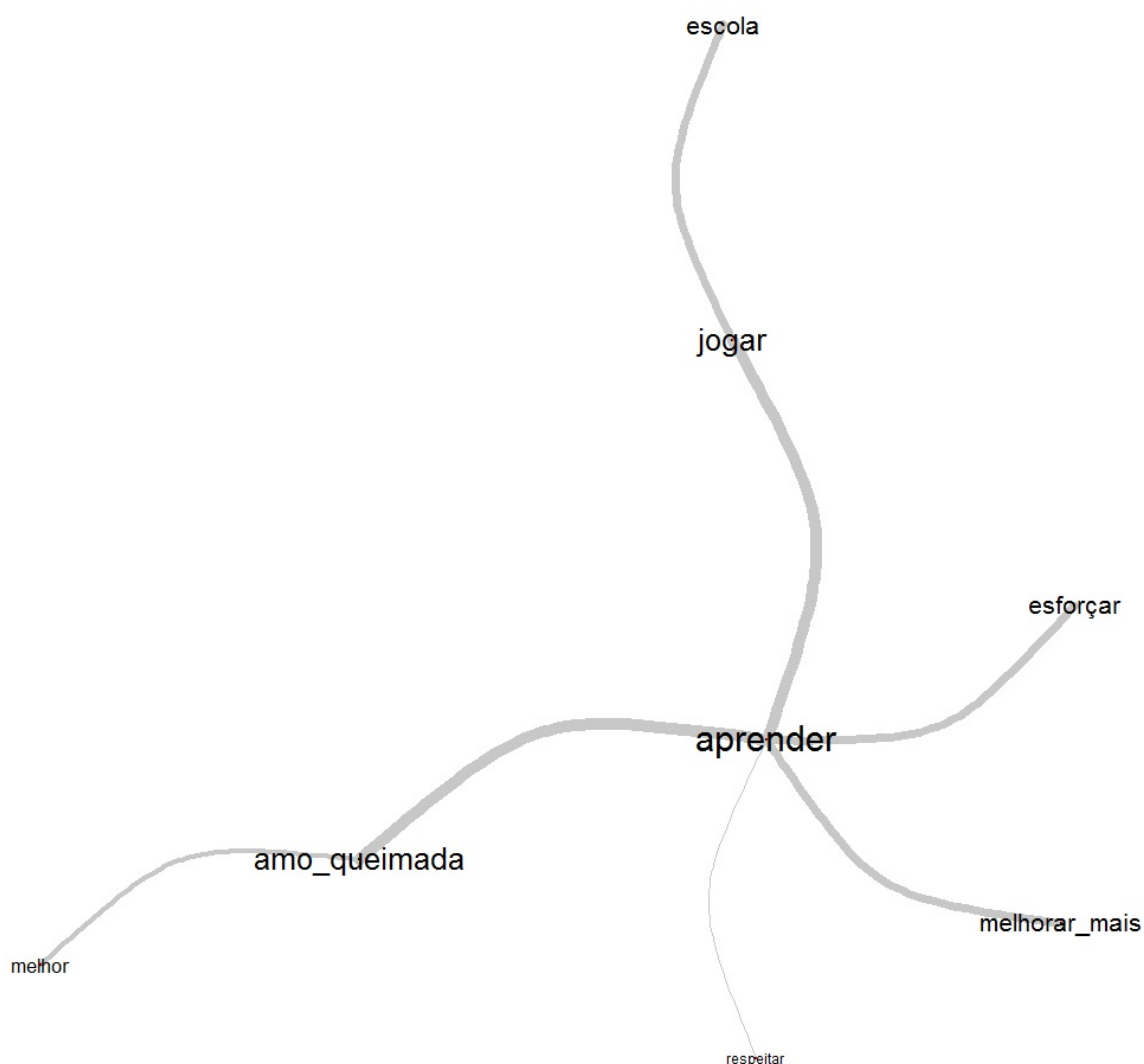 escola
jogar
esforçar
aprender
amo_queimada
melhorar_mais
melhor
respeitar